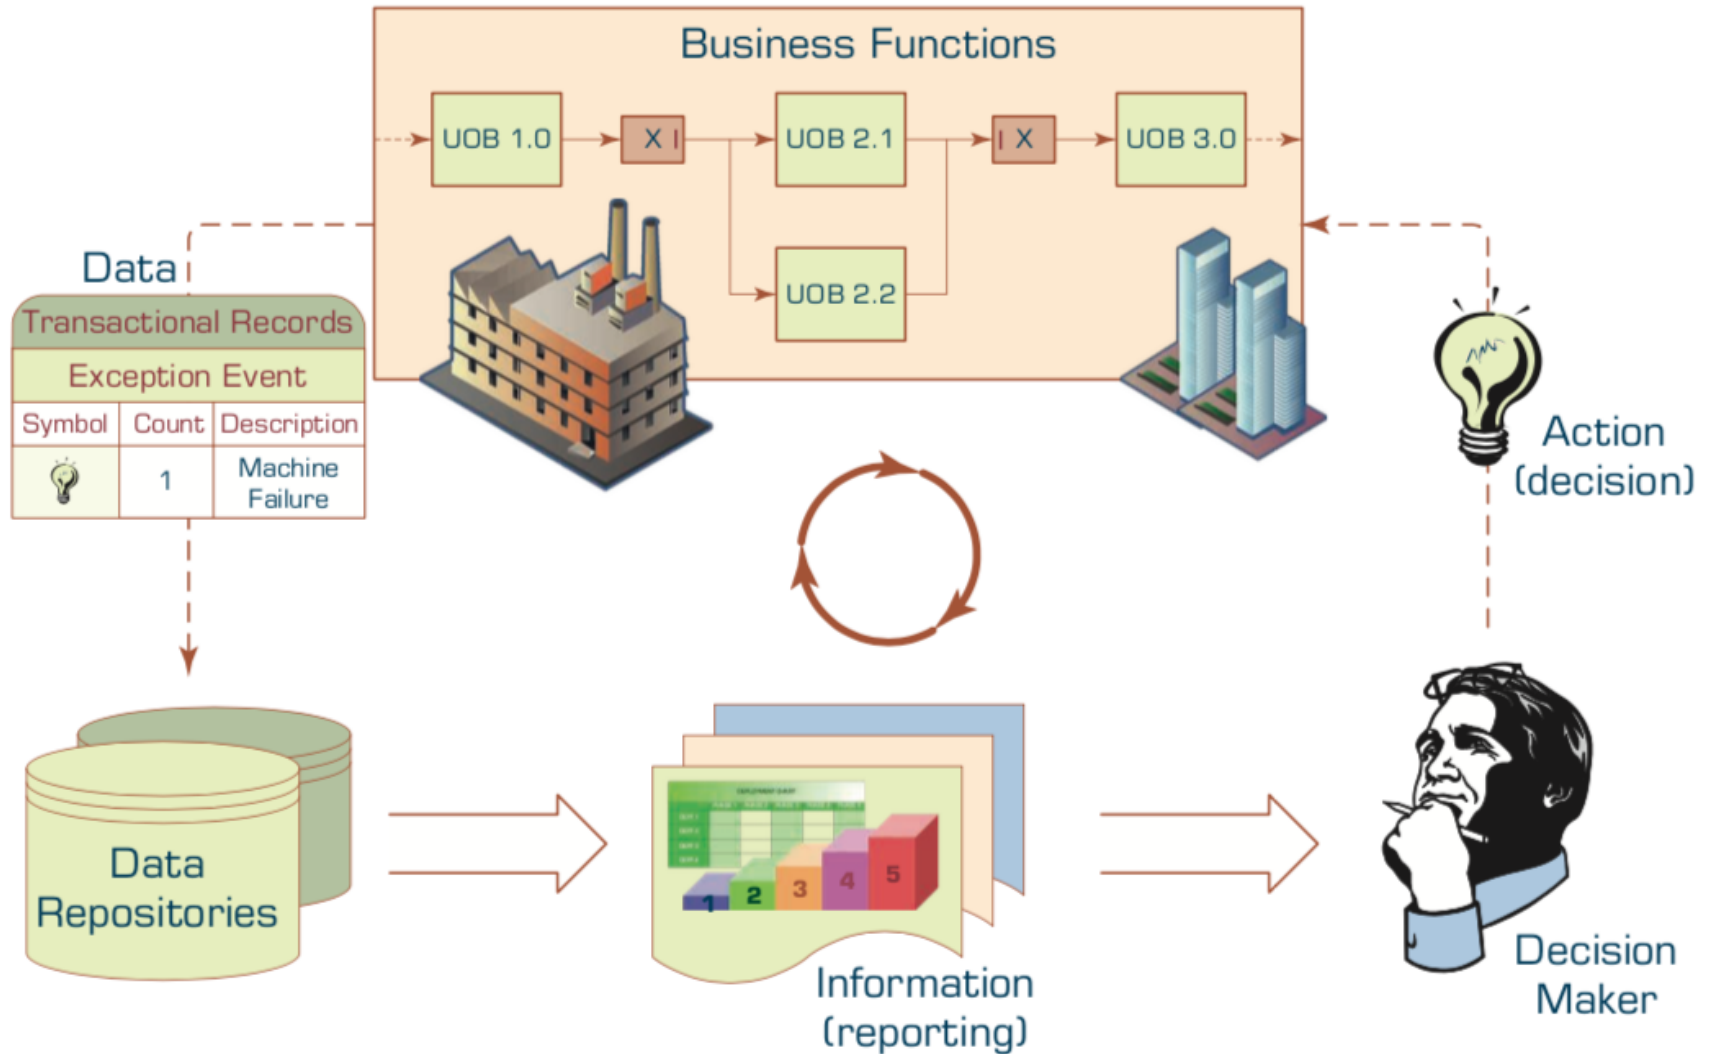 Business Functions
UOB 1.0
X
UOB 2.1
X
UOB 3.0
UOB 2.2
Data
Transactional Records
Exception Event
Symbol Count Description
1 Machine
Failure
Action
(decision)
Data
Repositories
1 2 3 4 5
Information
(reporting)
Decision
Maker